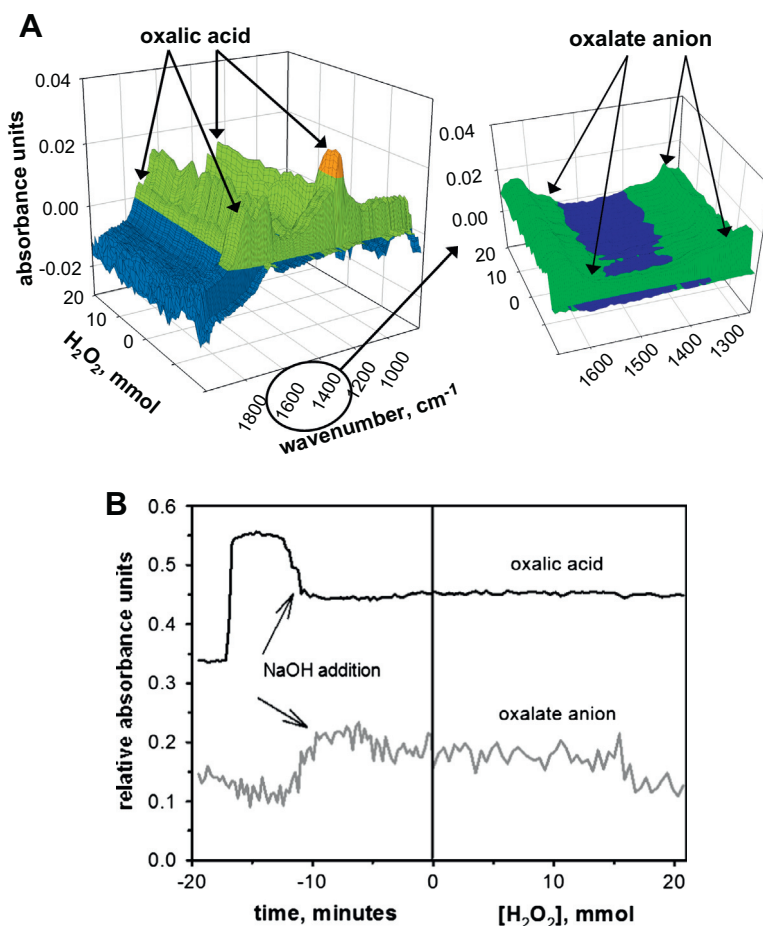 A
oxalic acid
oxalate anion
absorbance units
0.04
0.02
0.00
-0.02
20
10
0
H₂O₂, mmol
1800
1600
1400
1200
1000
wavenumber, cm⁻¹
0.04
0.02
0.00
20
10
0
1600
1500
1400
1300
B
relative absorbance units
0.6
0.5
0.4
0.3
0.2
0.1
0.0
oxalic acid
NaOH addition
oxalate anion
-20
-10
0
10
20
time, minutes
[H₂O₂], mmol